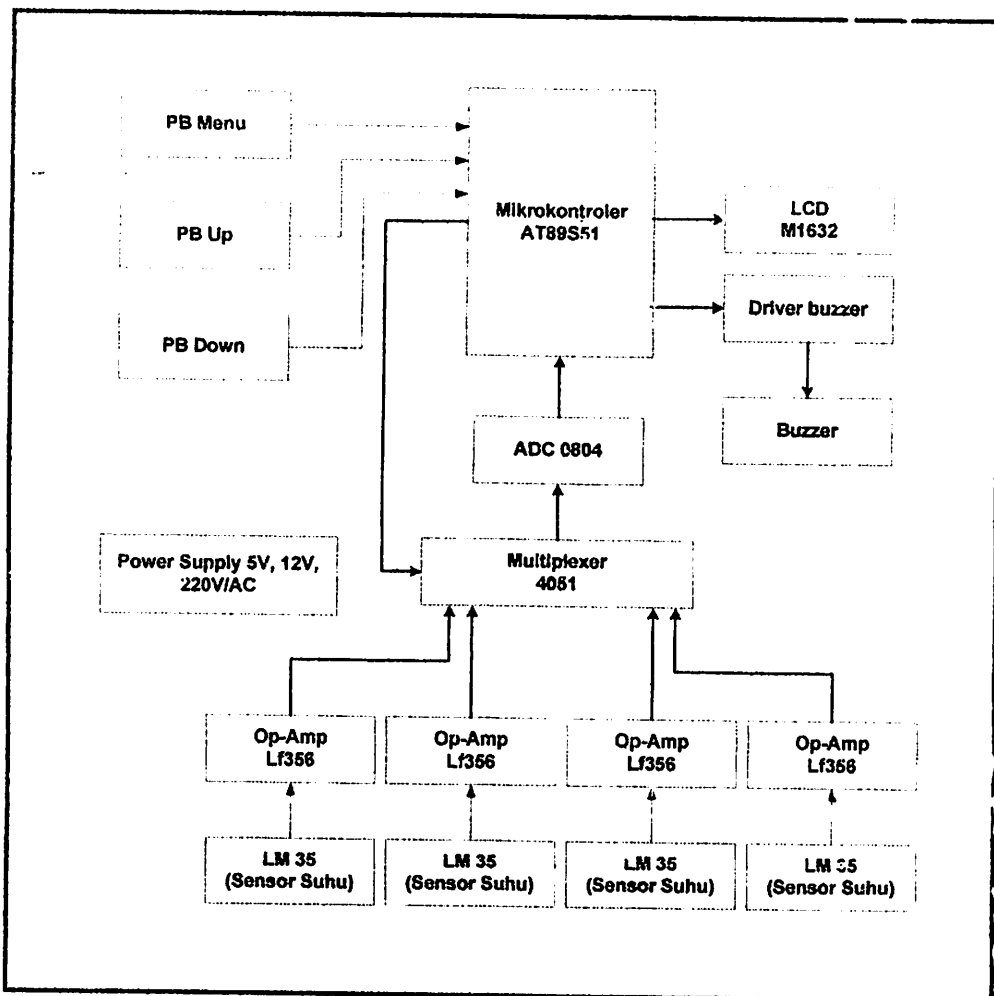 PB Menu
PB Up
PB Down
Mikrokontroler
AT89S51
LCD
M1632
Driver buzzer
Buzzer
ADC 0804
Multiplexer
4051
Power Supply 5V, 12V,
220V/AC
Op-Amp
Lf356
Op-Amp
Lf356
Op-Amp
Lf356
Op-Amp
Lf356
LM 35
(Sensor Suhu)
LM 35
(Sensor Suhu)
LM 35
(Sensor Suhu)
LM 35
(Sensor Suhu)